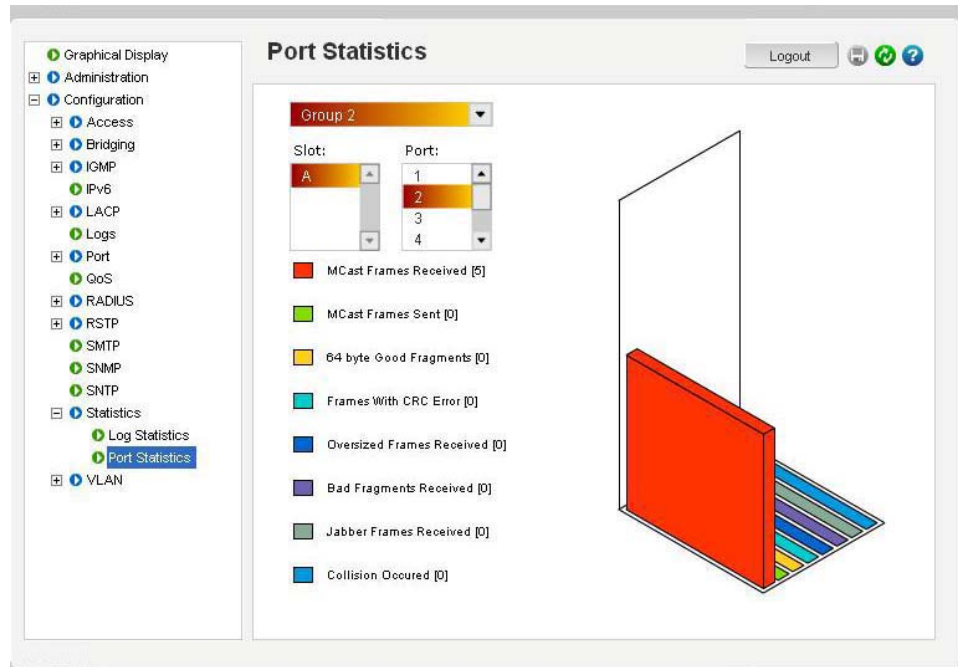 Graphical Display
Administration
Configuration
Access
Bridging
IGMP
IPv6
LACP
Logs
Port
QoS
RADIUS
RSTP
SMTP
SNMP
SNTP
Statistics
Log Statistics
Port Statistics
VLAN
Port Statistics
Logout
?
Group 2
Slot: Port:
A
1
2
3
4
MCast Frames Received [5]
MCast Frames Sent [0]
64 byte Good Fragments [0]
Frames With CRC Error [0]
Oversized Frames Received [0]
Bad Fragments Received [0]
Jabber Frames Received [0]
Collision Occured [0]